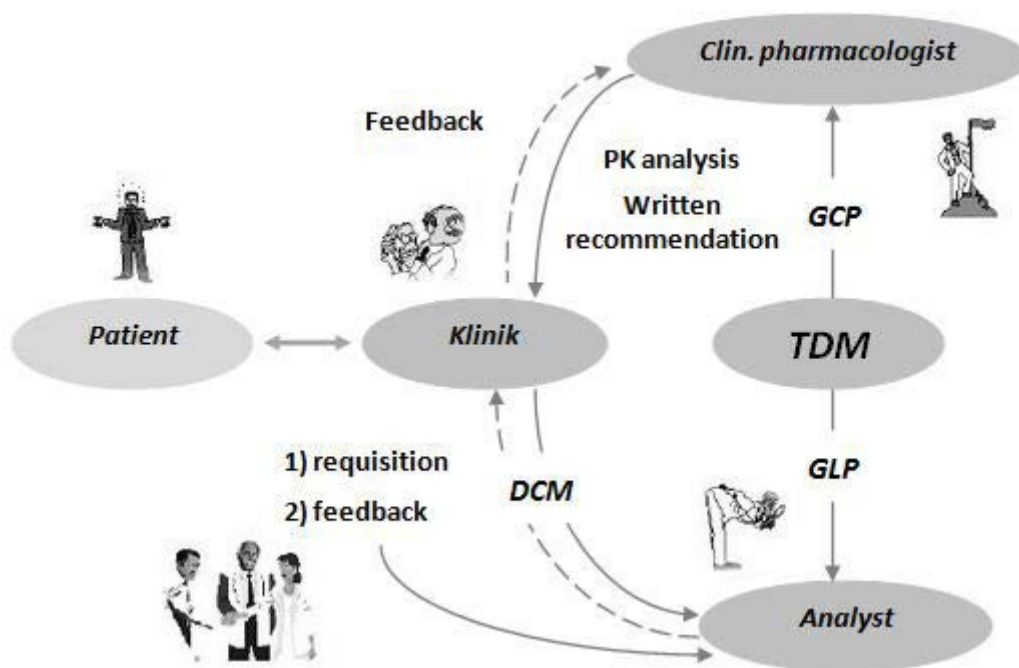 Clin. pharmacologist
Feedback
PK analysis
Written
recommendation
GCP
Patient
Klinik
TDM
1) requisition
2) feedback
DCM
GLP
Analyst